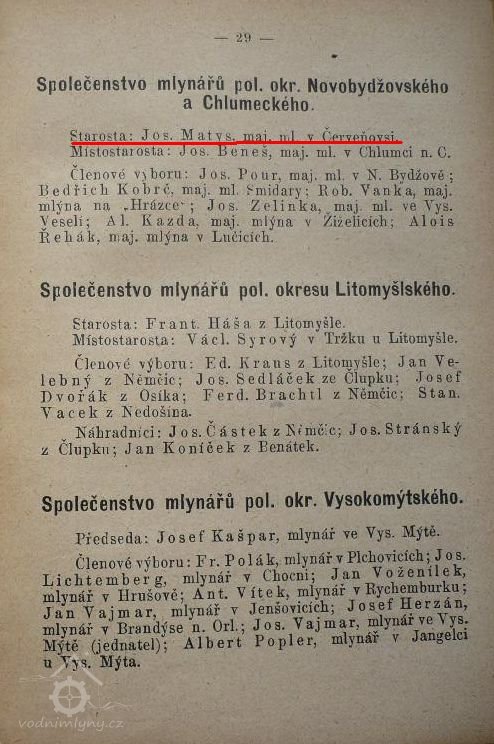 — 29 —
Společenstvo mlynářů pol. okr. Novobydžovského
a Chlumeckého.
Starosta: Jos. Matys, maj. ml. v Červeňovsi.
Místostarosta: Jos. Beneš, maj. ml. v Chlumci n. C.
Členové výboru: Jos. Pour, maj. ml. v N. Bydžově;
Bedřich Kobrč, maj. ml. Smidary; Rob. Vaňka, maj.
mlýna na „Hrázce“; Jos. Zelinka, maj. ml. ve Vys.
Veselí; Al. Kazda, maj. mlýna v Žiželicích; Alois
Řehák, maj. mlýna v Lučicích.
Společenstvo mlynářů pol. okresu Litomyšlského.
Starosta: Frant. Háša z Litomyšle.
Místostarosta: Václ. Syrový v Tržku u Litomyšle.
Členové výboru: Ed. Kraus z Litomyšle; Jan Ve-
lebný z Němčic; Jos. Sedláček ze Člupku; Josef
Dvořák z Osíka; Ferd. Brachtl z Němčic; Stan.
Vacek z Nedošína.
Náhradníci: Jos. Částek z Němčic; Jos. Stránský
z Člupku; Jan Koníček z Benátek.
Společenstvo mlynářů pol. okr. Vysokomýtského.
Předseda: Josef Kašpar, mlynář ve Vys. Mýtě.
Členové výboru: Fr. Polák, mlynář v Plchovicích; Jos.
Lichtemberg, mlynář v Chocni; Jan Voženílek,
mlynář v Hrušově; Ant. Vítek, mlynář v Rychemburku;
Jan Vajmar, mlynář v Jenšovicích; Josef Herzán,
mlynář v Brandýse n. Orl.; Jos. Vajmar, mlynář ve Vys.
Mýtě (jednatel); Albert Popler, mlynář v Jangelci
u Vys. Mýta.
vodnimlyny.cz